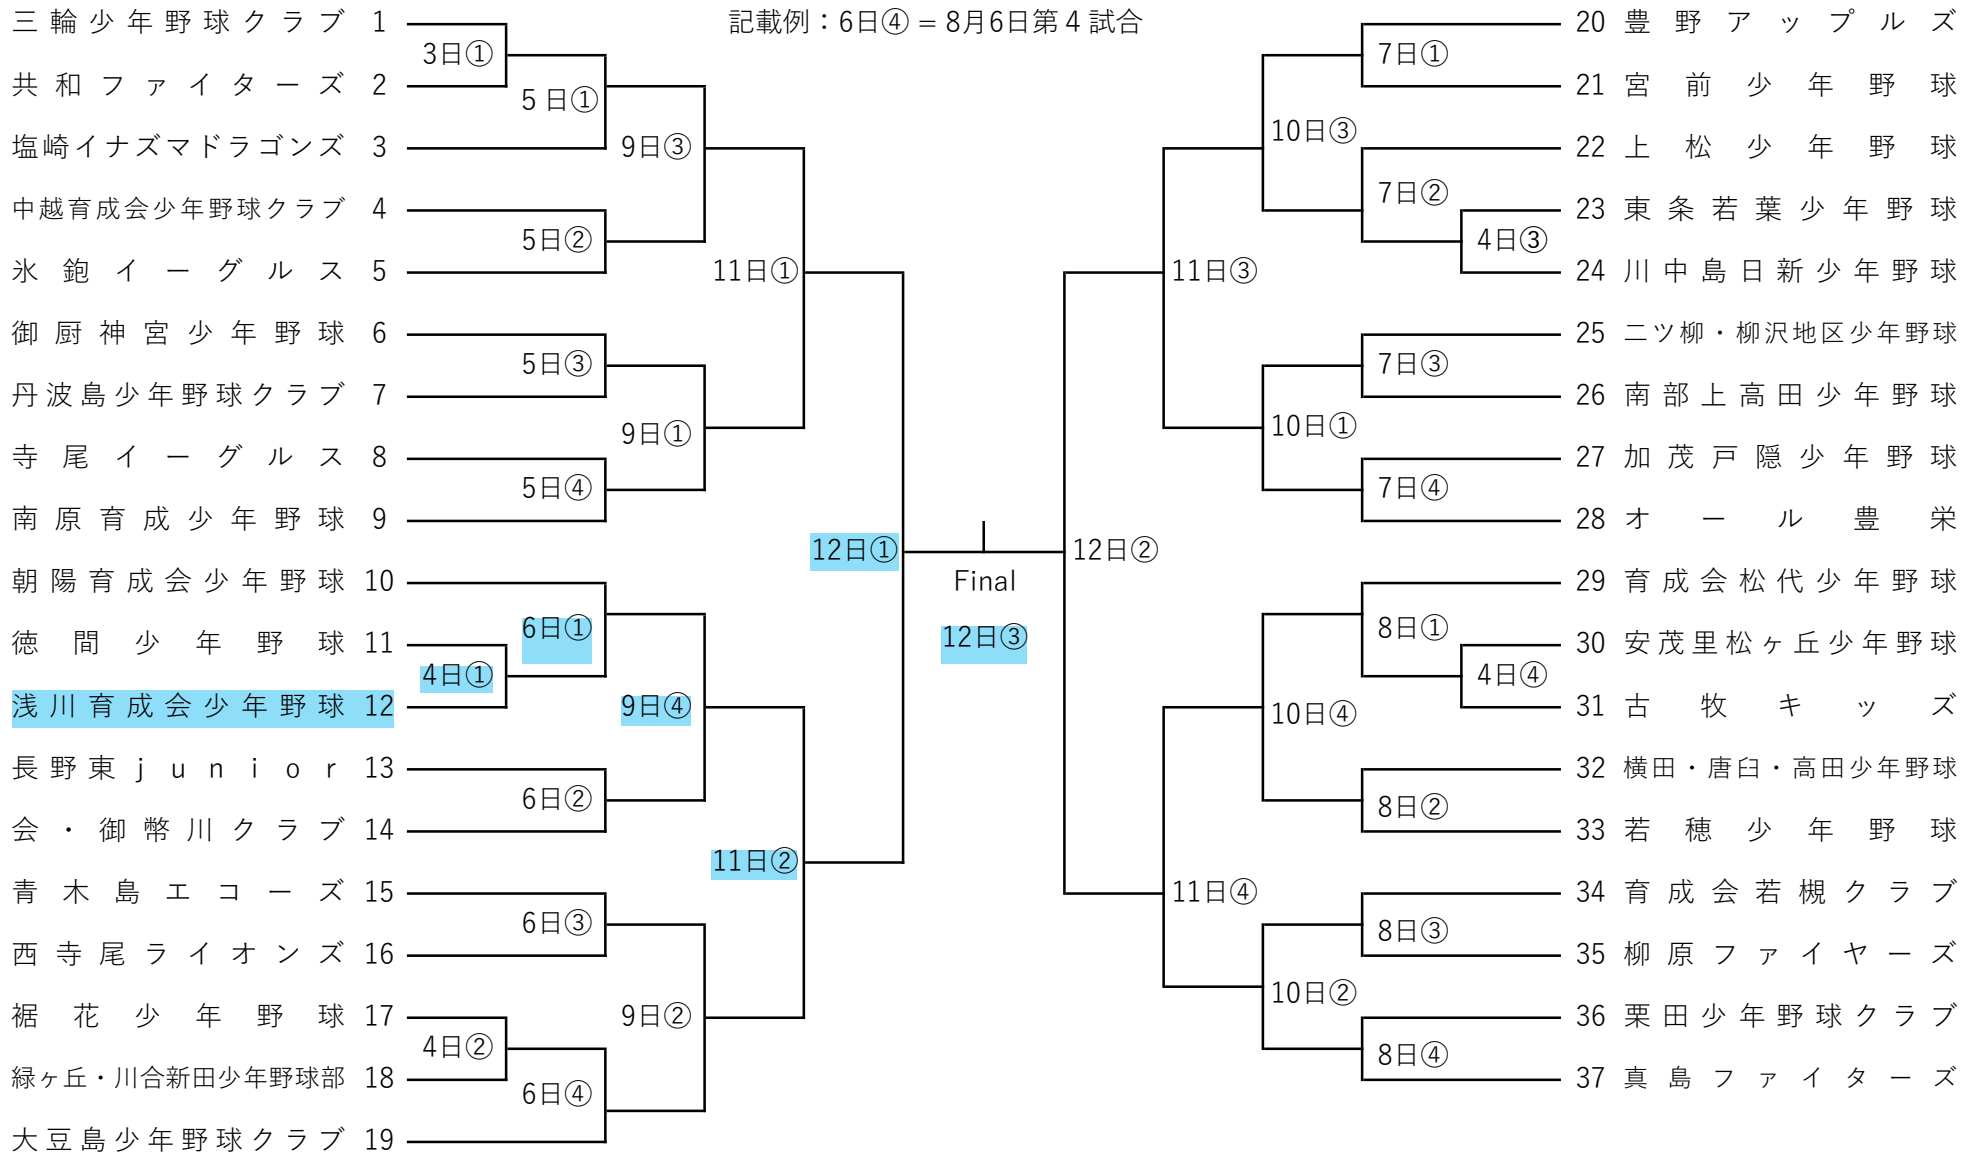 記載例：6日④ = 8月6日第４試合
三輪少年野球クラブ 1
3日①
共和ファイターズ 2
5 日①
塩崎イナズマドラゴンズ 3
9日③
中越育成会少年野球クラブ 4
5日②
氷鉋イーグルス 5
11日①
御厨神宮少年野球 6
5日③
丹波島少年野球クラブ 7
9日①
寺尾イーグルス 8
5日④
南原育成少年野球 9
12日①
朝陽育成会少年野球 10
6日①
徳間少年野球 11
4日①
浅川育成会少年野球 12
9日④
長野東junior 13
6日②
会・御幣川クラブ 14
11日②
青木島エコーズ 15
6日③
西寺尾ライオンズ 16
裾花少年野球 17
9日②
4日②
緑ヶ丘・川合新田少年野球部 18
6日④
大豆島少年野球クラブ 19
Final
12日③
20 豊野アップルズ
7日①
21 宮前少年野球
10日③
22 上松少年野球
7日②
23 東条若葉少年野球
4日③
24 川中島日新少年野球
11日③
25 二ツ柳・柳沢地区少年野球
7日③
26 南部上高田少年野球
10日①
27 加茂戸隠少年野球
7日④
28 オール豊栄
12日②
29 育成会松代少年野球
8日①
30 安茂里松ヶ丘少年野球
4日④
31 古牧キッズ
10日④
32 横田・唐臼・高田少年野球
8日②
33 若穂少年野球
11日④
34 育成会若槻クラブ
8日③
35 柳原ファイヤーズ
10日②
36 栗田少年野球クラブ
8日④
37 真島ファイターズ